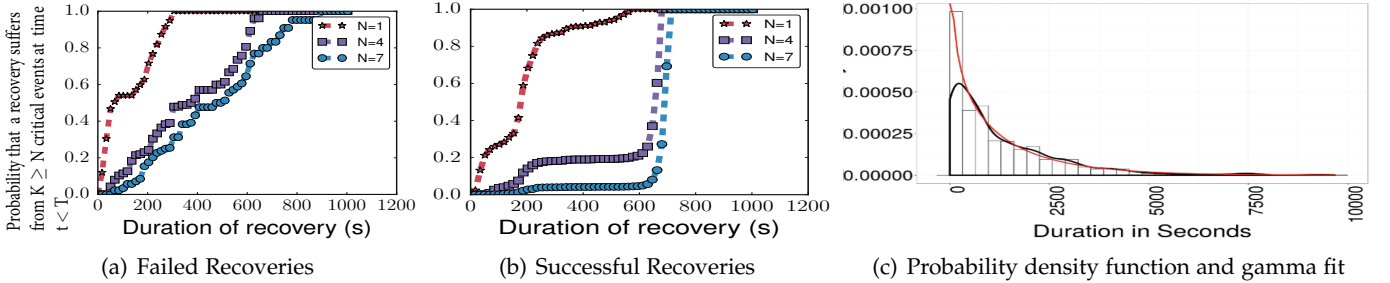 Probability that a recovery suffers
from K ≥ N critical events at time
t < T
1.0
0.8
0.6
0.4
0.2
0.0
0 200 400 600 800 1000 1200
N=1
N=4
N=7
Duration of recovery (s)
(a) Failed Recoveries
1.0
0.8
0.6
0.4
0.2
0.0
0 200 400 600 800 1000 1200
N=1
N=4
N=7
Duration of recovery (s)
(b) Successful Recoveries
0.00100
0.00075
0.00050
0.00025
0.00000
0 2500 5000 7500 10000
Duration in Seconds
(c) Probability density function and gamma fit